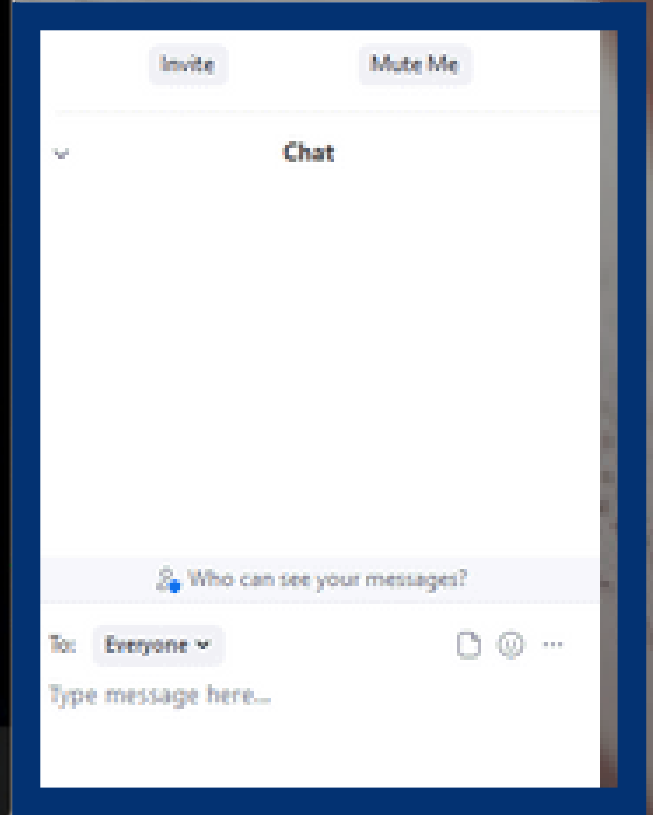 Invite Mute Me
Chat
Who can see your messages?
To: Everyone
Type message here...